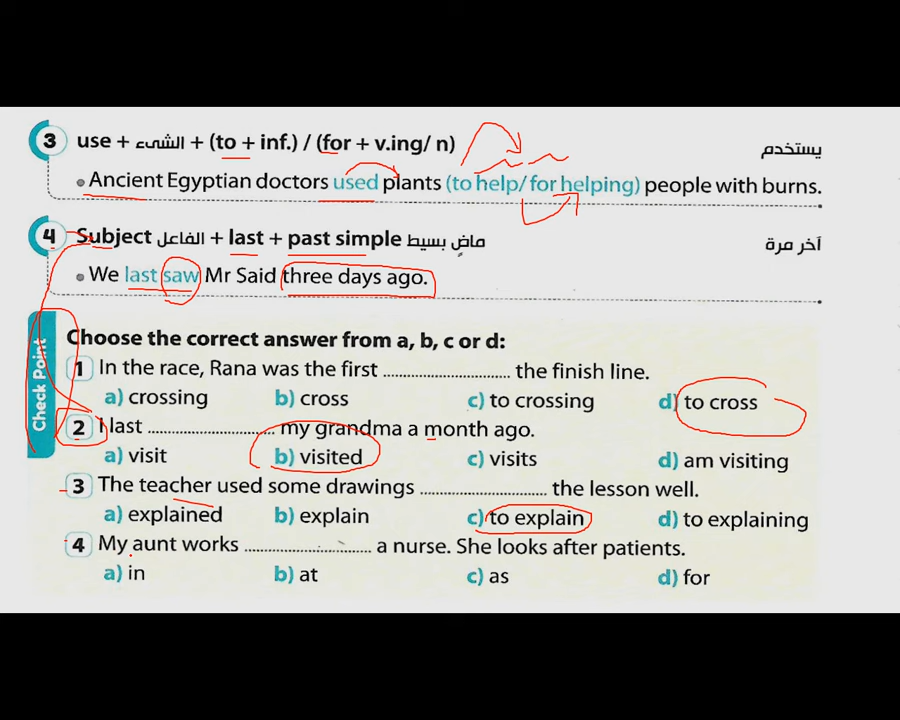 3 use + الشىء + (to + inf.) / (for + v.ing/ n) يستخدم
• Ancient Egyptian doctors used plants (to help/for helping) people with burns.
4 Subject الفاعل + last + past simple ماضٍ بسيط آخر مرة
• We last saw Mr Said three days ago.
Check Point
Choose the correct answer from a, b, c or d:
1 In the race, Rana was the first .............................. the finish line.
a) crossing b) cross c) to crossing d) to cross
2 I last .............................. my grandma a month ago.
a) visit b) visited c) visits d) am visiting
3 The teacher used some drawings .............................. the lesson well.
a) explained b) explain c) to explain d) to explaining
4 My aunt works .............................. a nurse. She looks after patients.
a) in b) at c) as d) for